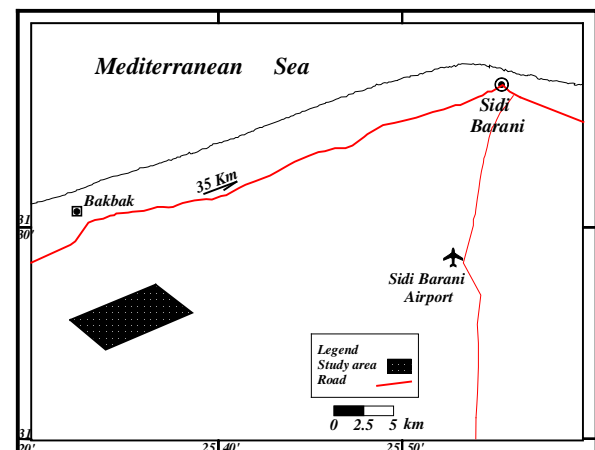 Mediterranean Sea
Sidi
Barani
35 Km
Bakbak
31
30'
Sidi Barani
Airport
Legend
Study area
Road
0 2.5 5 km
31
20'
25 40'
25 50'